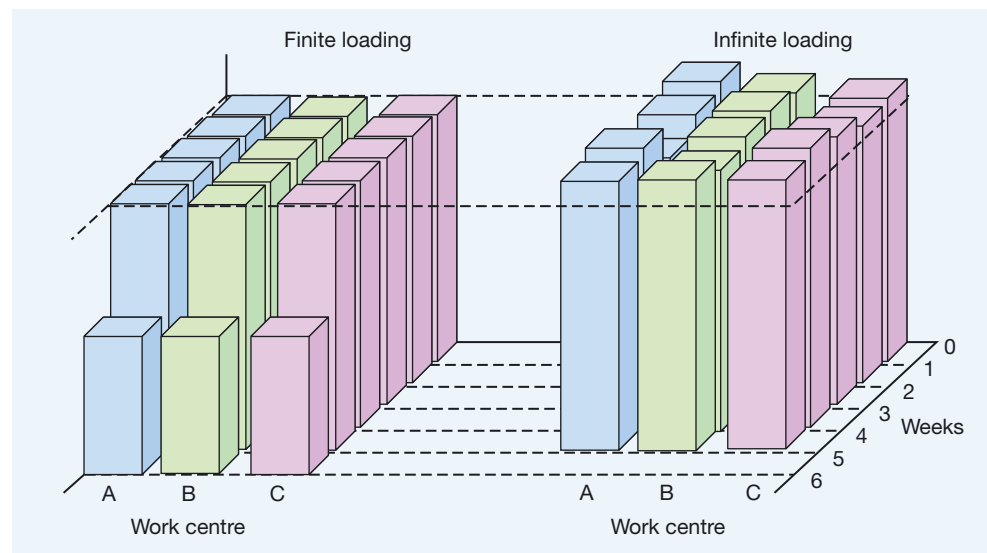 Finite loading
Infinite loading
0
1
2
3
4
Weeks
5
6
A B C
A B C
Work centre
Work centre